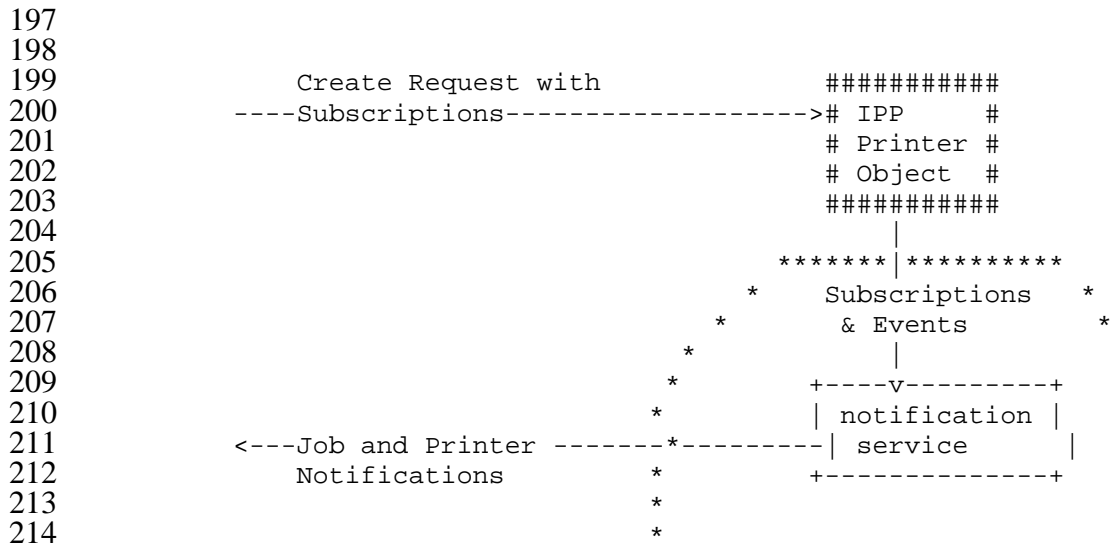 197
198
199 Create Request with ###########
200 ----Subscriptions-------------------># IPP #
201 # Printer #
202 # Object #
203 ###########
204 |
205 *******|**********
206 * Subscriptions *
207 * & Events *
208 * |
209 * +----v---------+
210 * | notification |
211 <---Job and Printer -------*---------| service |
212 Notifications * +--------------+
213 *
214 *